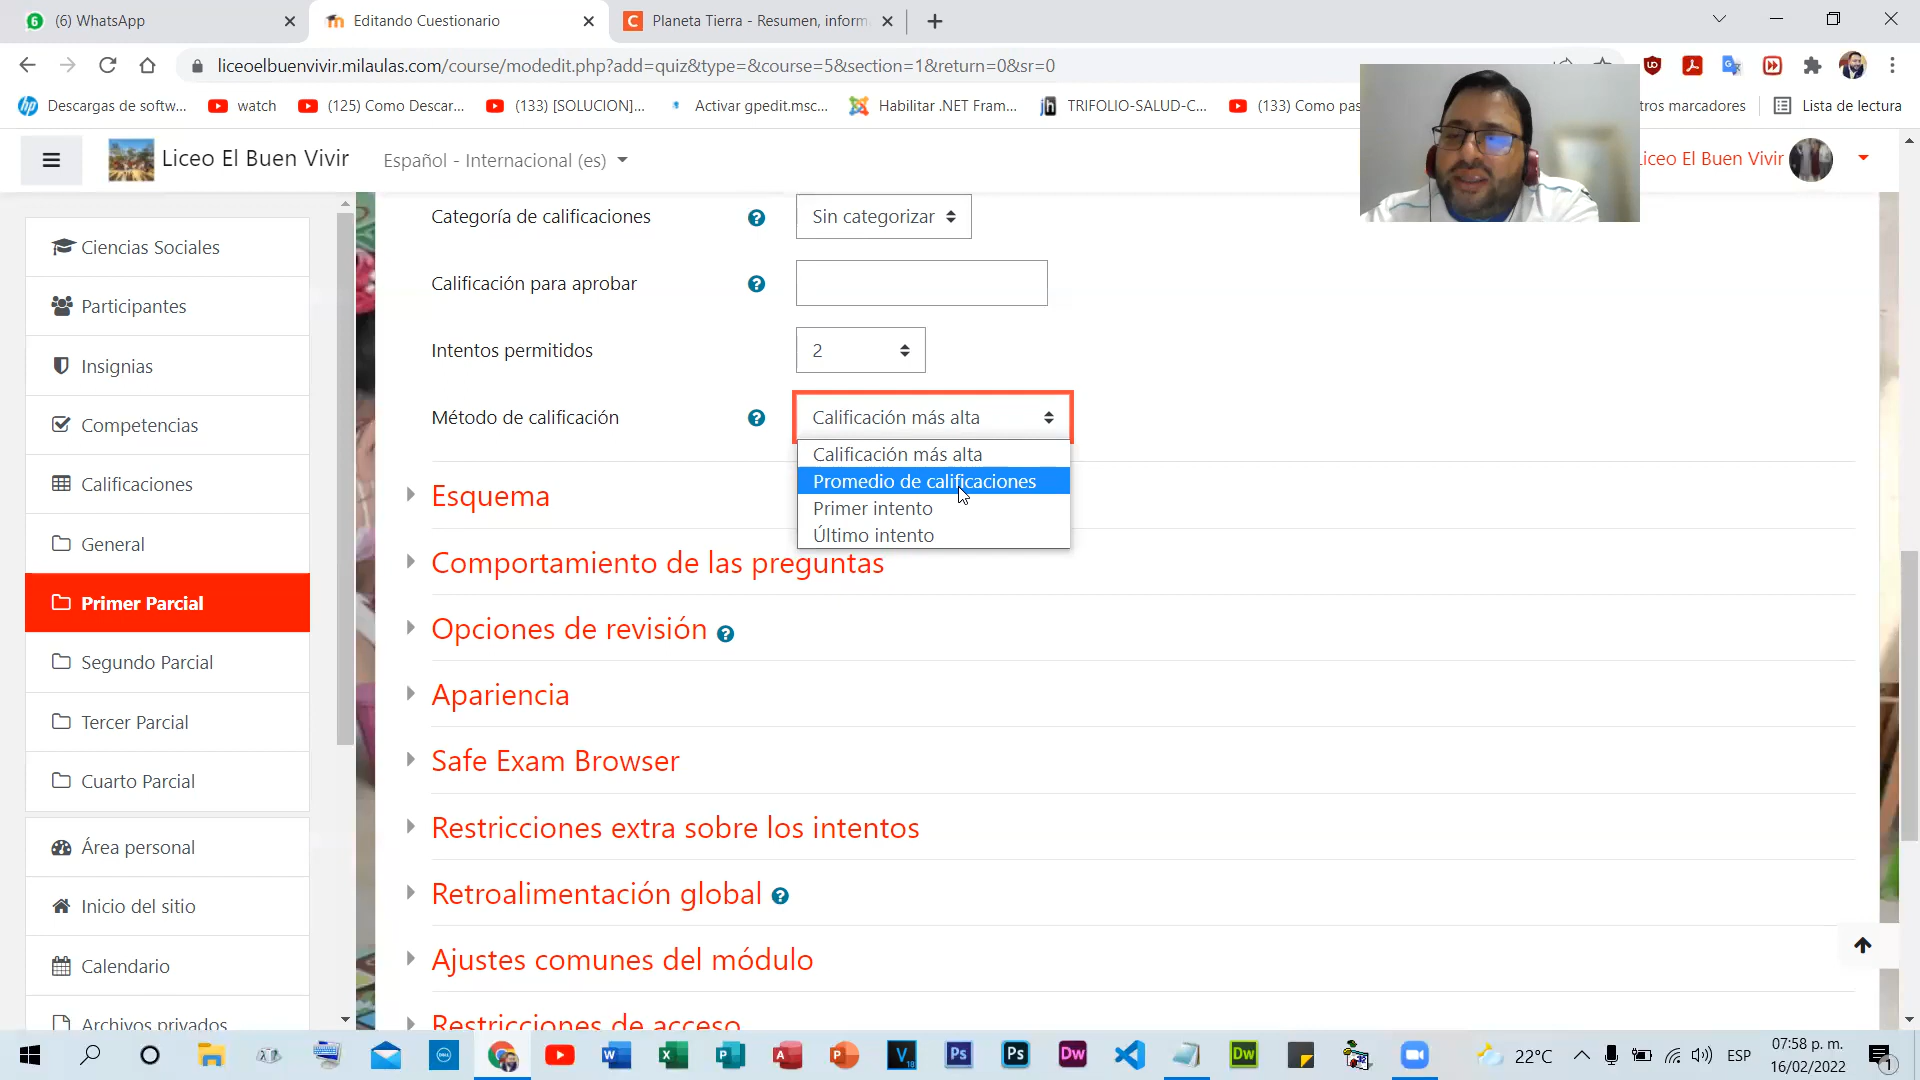 (6) WhatsApp
Editando Cuestionario
Planeta Tierra - Resumen, inform
liceoelbuenvivir.milaulas.com/course/modedit.php?add=quiz&type=&course=5&section=1&return=0&sr=0
Descargas de softw...
watch
(125) Como Descar...
(133) [SOLUCION]...
Activar gpedit.msc...
Habilitar .NET Fram...
TRIFOLIO-SALUD-C...
(133) Como pas
tros marcadores
Lista de lectura
Liceo El Buen Vivir
Español - Internacional (es)
Liceo El Buen Vivir
Ciencias Sociales
Participantes
Insignias
Competencias
Calificaciones
General
Primer Parcial
Segundo Parcial
Tercer Parcial
Cuarto Parcial
Área personal
Inicio del sitio
Calendario
Archivos privados
Categoría de calificaciones
Sin categorizar
Calificación para aprobar
Intentos permitidos
2
Método de calificación
Calificación más alta
Calificación más alta
Promedio de calificaciones
Primer intento
Último intento
Esquema
Comportamiento de las preguntas
Opciones de revisión
Apariencia
Safe Exam Browser
Restricciones extra sobre los intentos
Retroalimentación global
Ajustes comunes del módulo
Restricciones de acceso
22°C
ESP
07:58 p. m.
16/02/2022
1